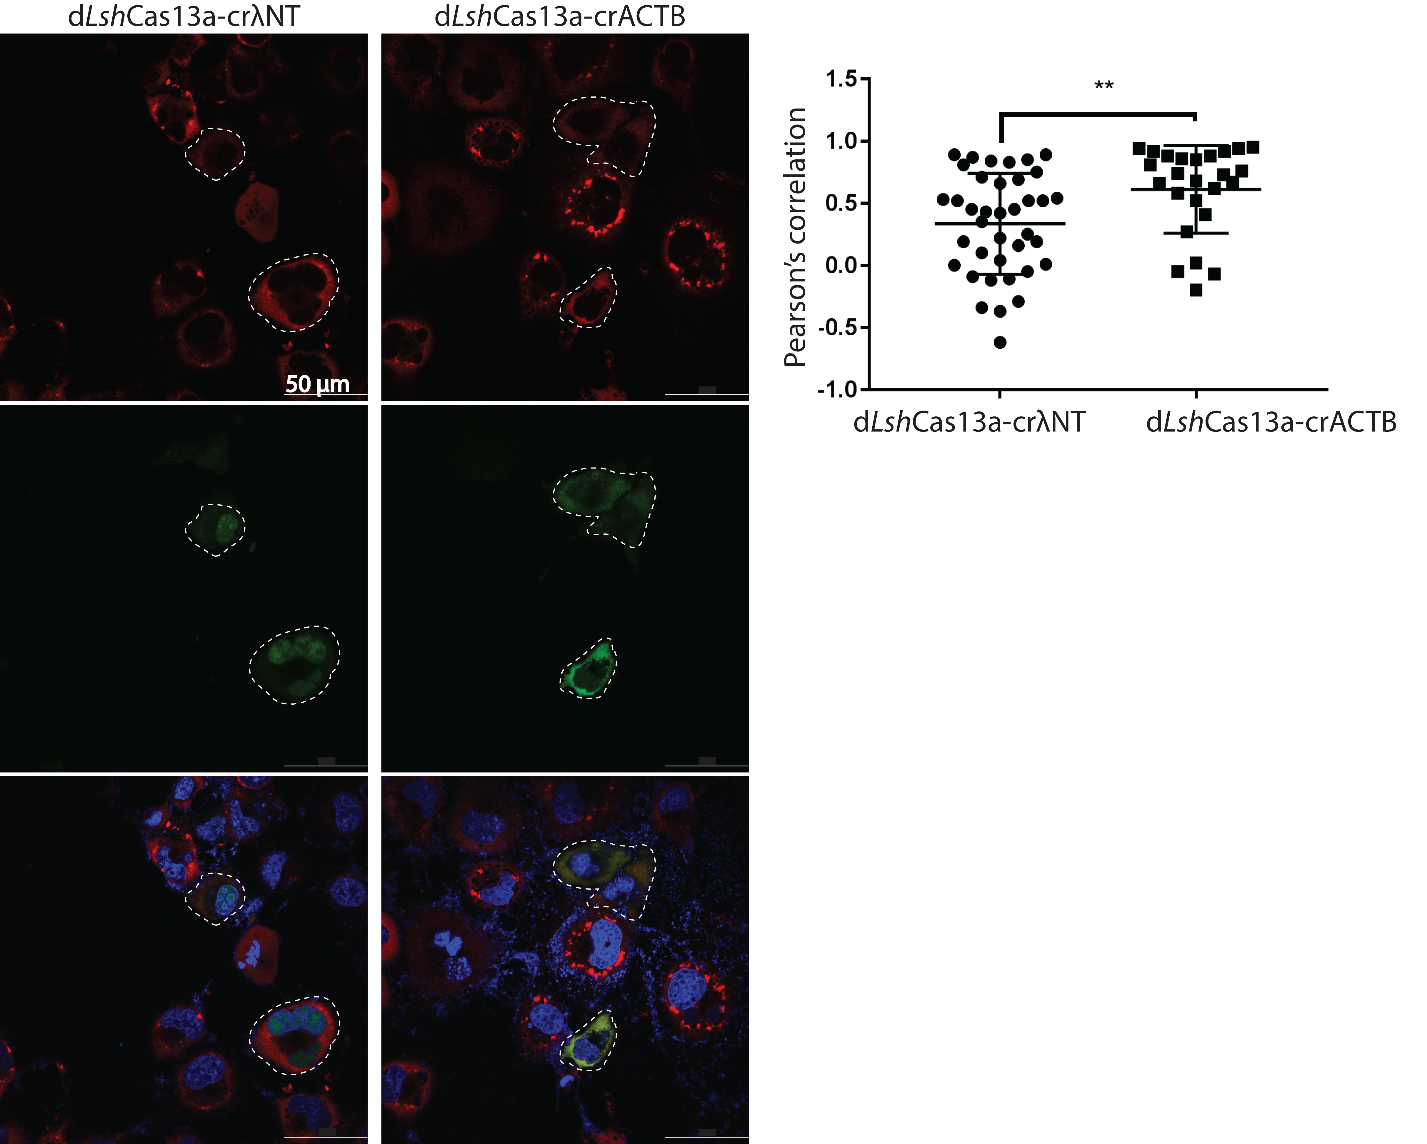 dLshCas13a-crλNT
dLshCas13a-crACTB
50 µm
**
1.5
1.0
0.5
0.0
-0.5
-1.0
Pearson's correlation
dLshCas13a-crλNT
dLshCas13a-crACTB